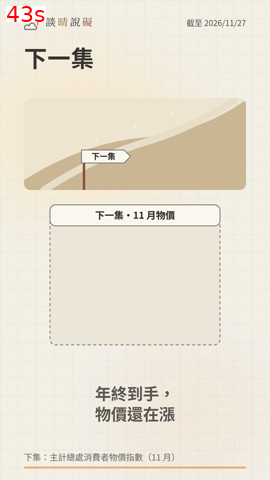 43s
談晴說礙
截至 2026/11/27
下一集
下一集
下一集・11 月物價
年終到手，
物價還在漲
下集：主計總處消費者物價指數（11 月）